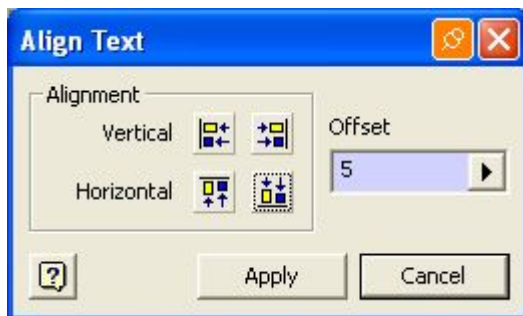 Align Text
Alignment
Vertical
Offset
5
Horizontal
?
Apply
Cancel